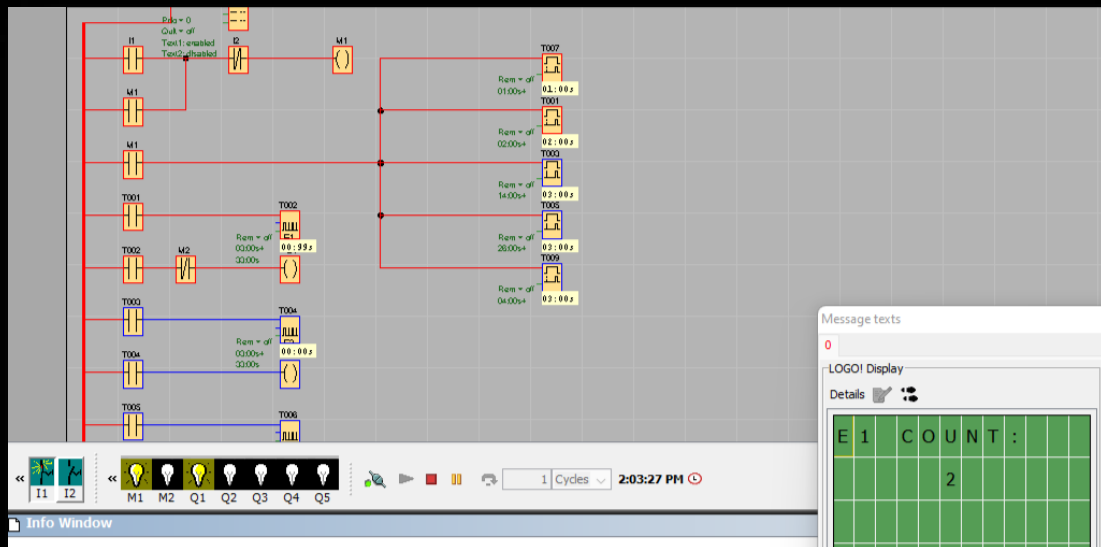 Prio = 0
Quit = off
Text1: enabled
Text2: disabled
I1
I2
M1
T007
Rem = off
01:00s+
01:00s
M1
T001
Rem = off
02:00s+
02:00s
M1
T003
Rem = off
14:00s+
03:00s
T001
T002
T005
Rem = off
03:00s+
03:00s
00:99s
Rem = off
26:00s+
03:00s
T002
M2
T009
Rem = off
04:00s+
03:00s
T003
T004
Rem = off
03:00s+
03:00s
00:00s
T004
T005
T006
Message texts
0
LOGO! Display
Details
E1 COUNT:
2
« I1 I2 « M1 M2 Q1 Q2 Q3 Q4 Q5 1 Cycles 2:03:27 PM
Info Window